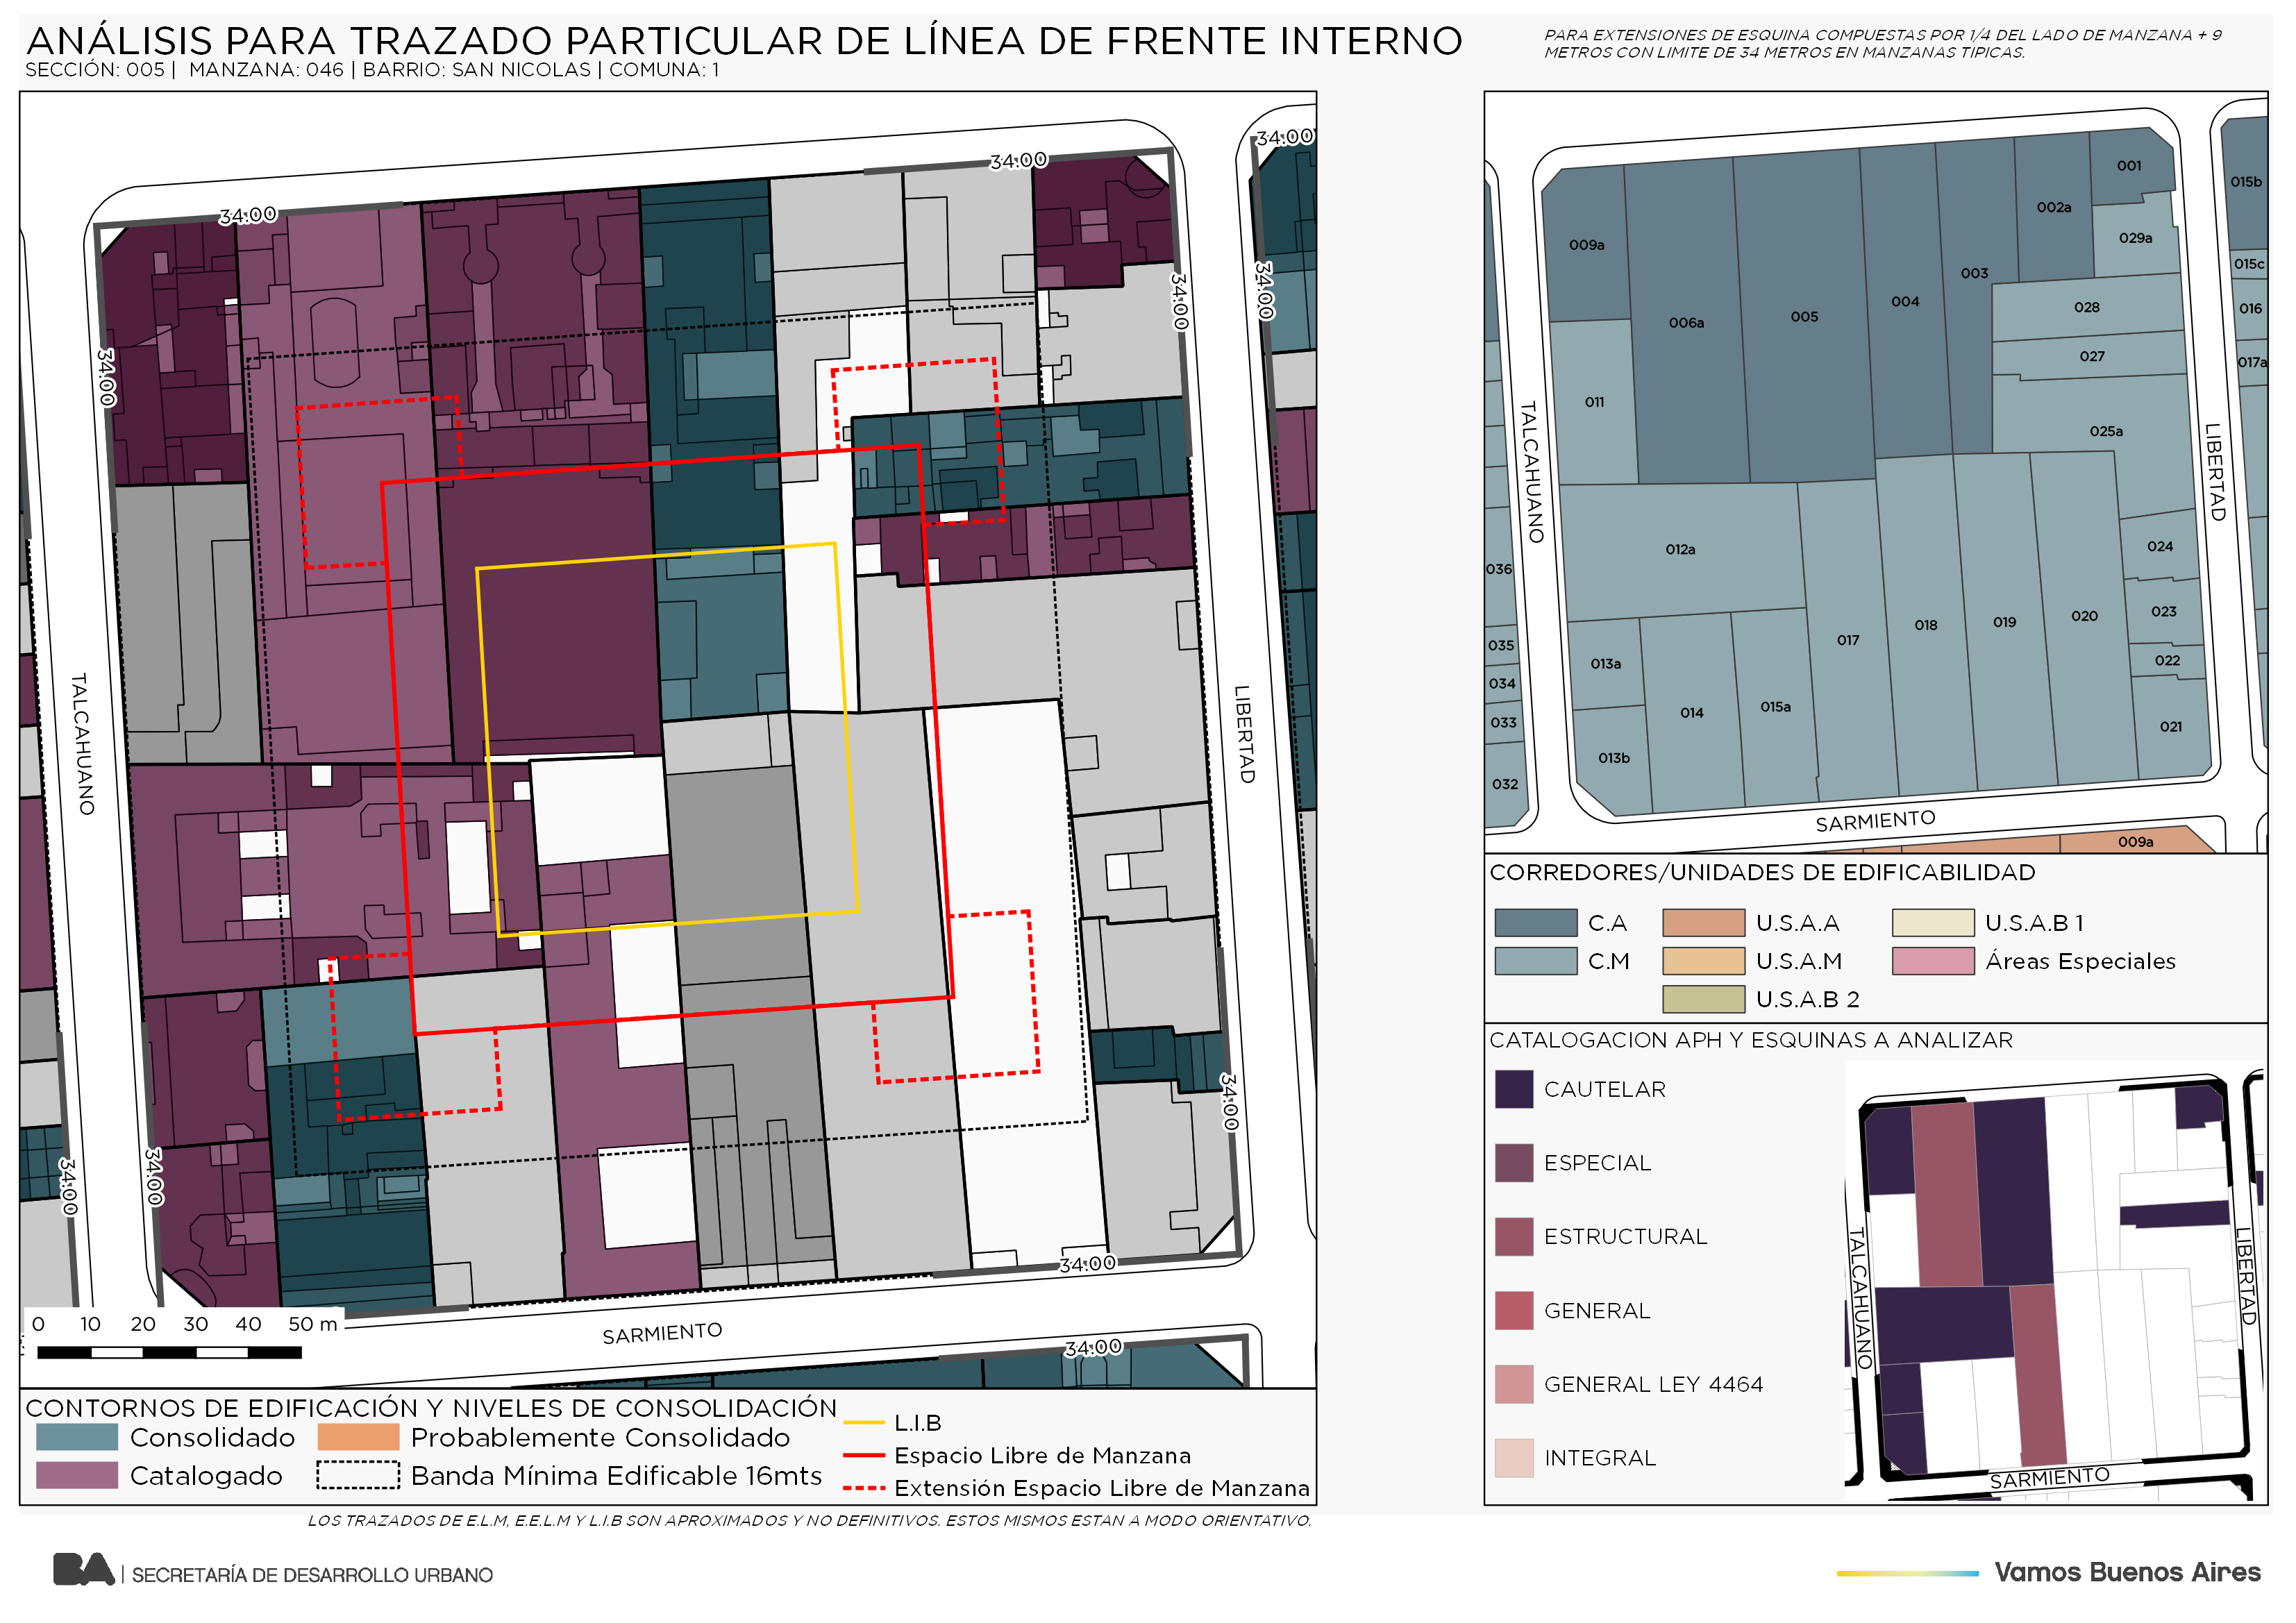 ANÁLISIS PARA TRAZADO PARTICULAR DE LÍNEA DE FRENTE INTERNO
SECCIÓN: 005 | MANZANA: 046 | BARRIO: SAN NICOLAS | COMUNA: 1
PARA EXTENSIONES DE ESQUINA COMPUESTAS POR 1/4 DEL LADO DE MANZANA + 9
METROS CON LIMITE DE 34 METROS EN MANZANAS TIPICAS.
34:00
34:00
34:00
34:00
34:00
34:00
34:00
34:00
34:00
34:00
34:00
34:00
TALCAHUANO
LIBERTAD
SARMIENTO
0 10 20 30 40 50 m
CONTORNOS DE EDIFICACIÓN Y NIVELES DE CONSOLIDACIÓN
Consolidado
Probablemente Consolidado
Catalogado
Banda Mínima Edificable 16mts
L.I.B
Espacio Libre de Manzana
Extensión Espacio Libre de Manzana
001
015b
002a
009a
029a
015c
003
004
028
016
005
006a
027
017a
011
025a
TALCAHUANO
LIBERTAD
012a
024
036
023
020
019
018
017
035
013a
022
034
015a
014
033
021
013b
032
SARMIENTO
009a
CORREDORES/UNIDADES DE EDIFICABILIDAD
C.A
U.S.A.A
U.S.A.B 1
C.M
U.S.A.M
Áreas Especiales
U.S.A.B 2
CATALOGACION APH Y ESQUINAS A ANALIZAR
CAUTELAR
ESPECIAL
ESTRUCTURAL
GENERAL
GENERAL LEY 4464
INTEGRAL
TALCAHUANO
LIBERTAD
SARMIENTO
LOS TRAZADOS DE E.L.M, E.E.L.M Y L.I.B SON APROXIMADOS Y NO DEFINITIVOS. ESTOS MISMOS ESTAN A MODO ORIENTATIVO.
BA | SECRETARÍA DE DESARROLLO URBANO
Vamos Buenos Aires